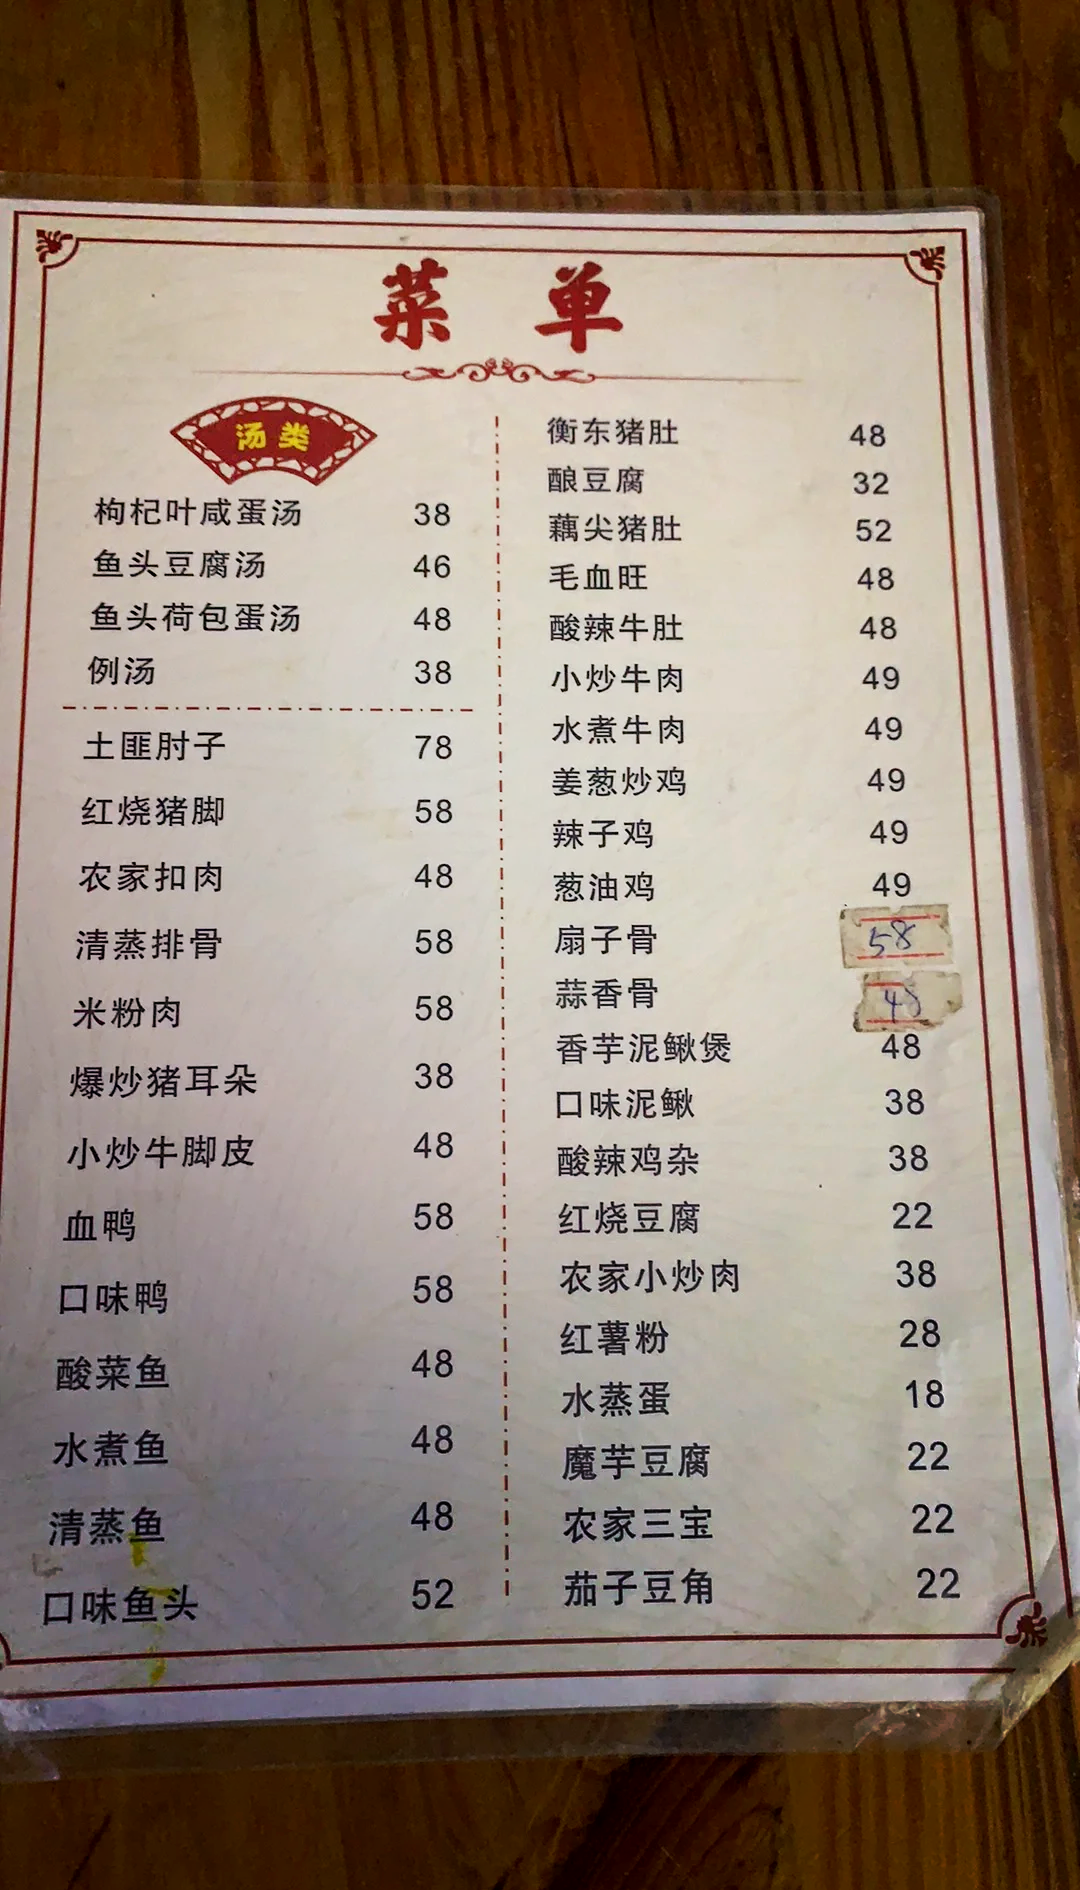 菜单
汤类
枸杞叶咸蛋汤 38
鱼头豆腐汤 46
鱼头荷包蛋汤 48
例汤 38
土匪肘子 78
红烧猪脚 58
农家扣肉 48
清蒸排骨 58
米粉肉 58
爆炒猪耳朵 38
小炒牛脚皮 48
血鸭 58
口味鸭 58
酸菜鱼 48
水煮鱼 48
清蒸鱼 48
口味鱼头 52
衡东猪肚 48
酿豆腐 32
藕尖猪肚 52
毛血旺 48
酸辣牛肚 48
小炒牛肉 49
水煮牛肉 49
姜葱炒鸡 49
辣子鸡 49
葱油鸡 49
扇子骨 58
蒜香骨 48
香芋泥鳅煲 48
口味泥鳅 38
酸辣鸡杂 38
红烧豆腐 22
农家小炒肉 38
红薯粉 28
水蒸蛋 18
魔芋豆腐 22
农家三宝 22
茄子豆角 22